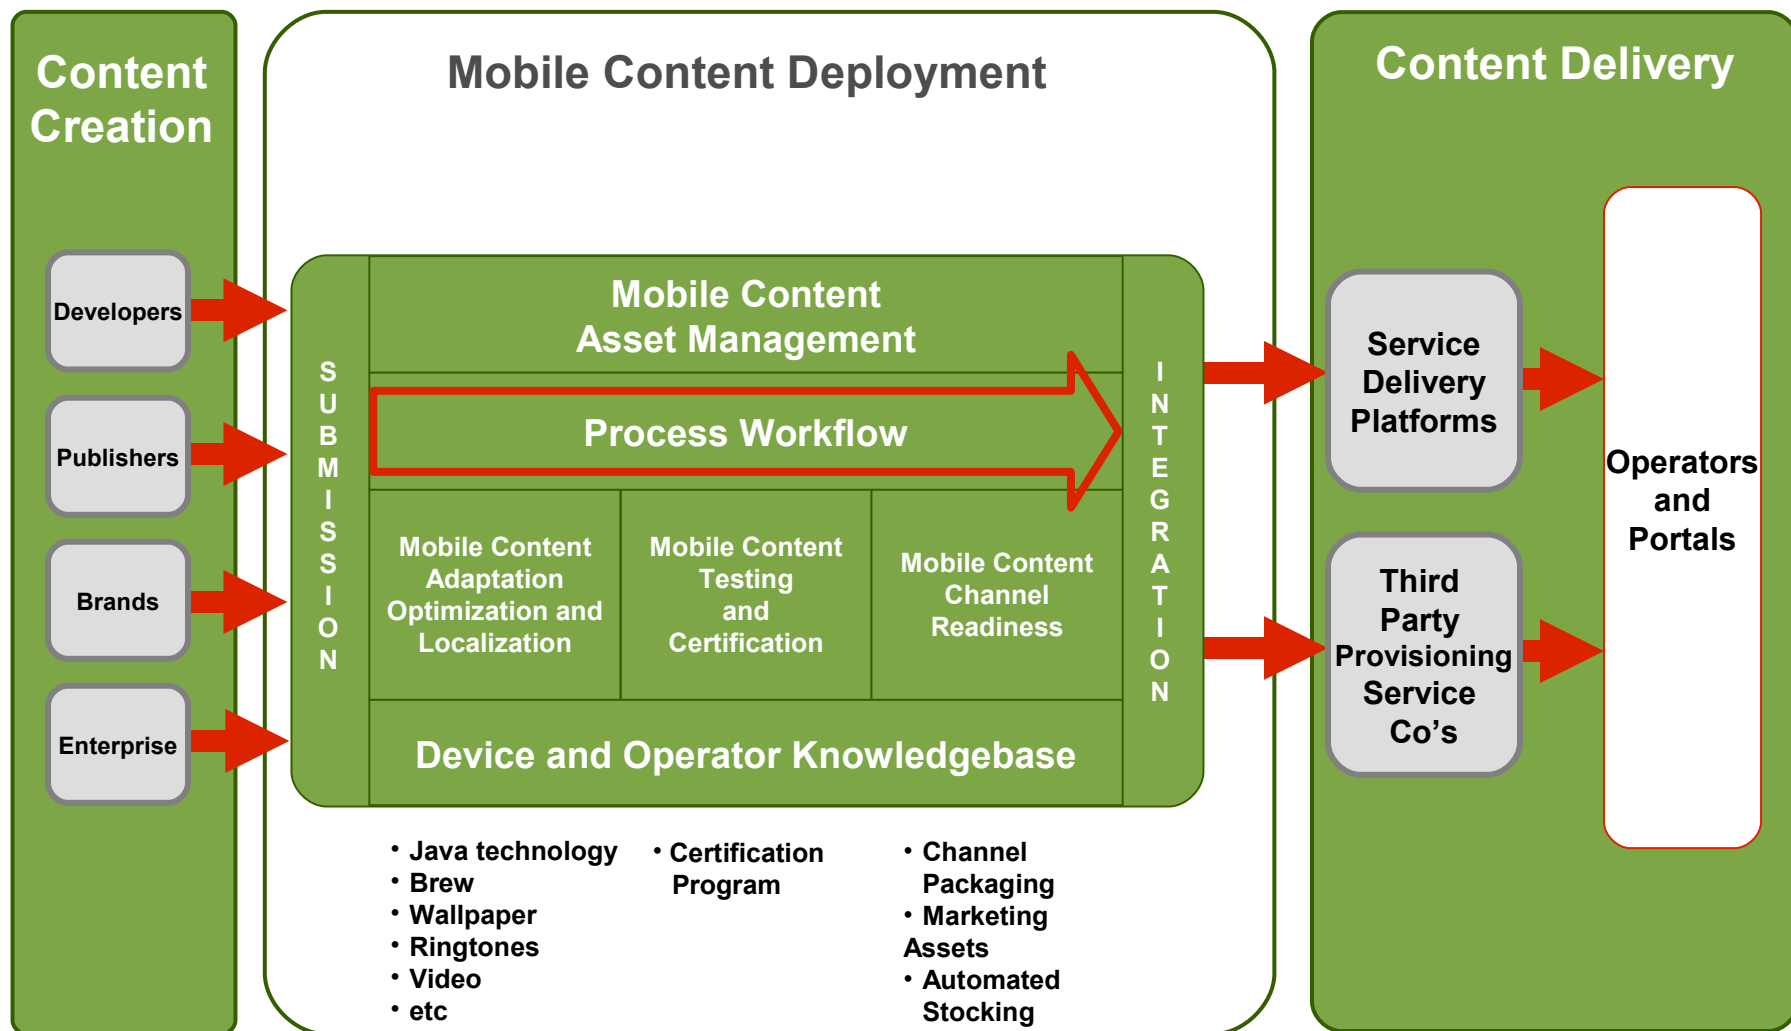 Content
Creation
Developers
Publishers
Brands
Enterprise
Mobile Content Deployment
SUBMISSION
Mobile Content
Asset Management
Process Workflow
Mobile Content
Adaptation
Optimization and
Localization
Mobile Content
Testing
and
Certification
Mobile Content
Channel
Readiness
Device and Operator Knowledgebase
INTEGRATION
• Java technology
• Brew
• Wallpaper
• Ringtones
• Video
• etc
• Certification
Program
• Channel
Packaging
• Marketing
Assets
• Automated
Stocking
Content Delivery
Service
Delivery
Platforms
Third
Party
Provisioning
Service
Co’s
Operators
and
Portals